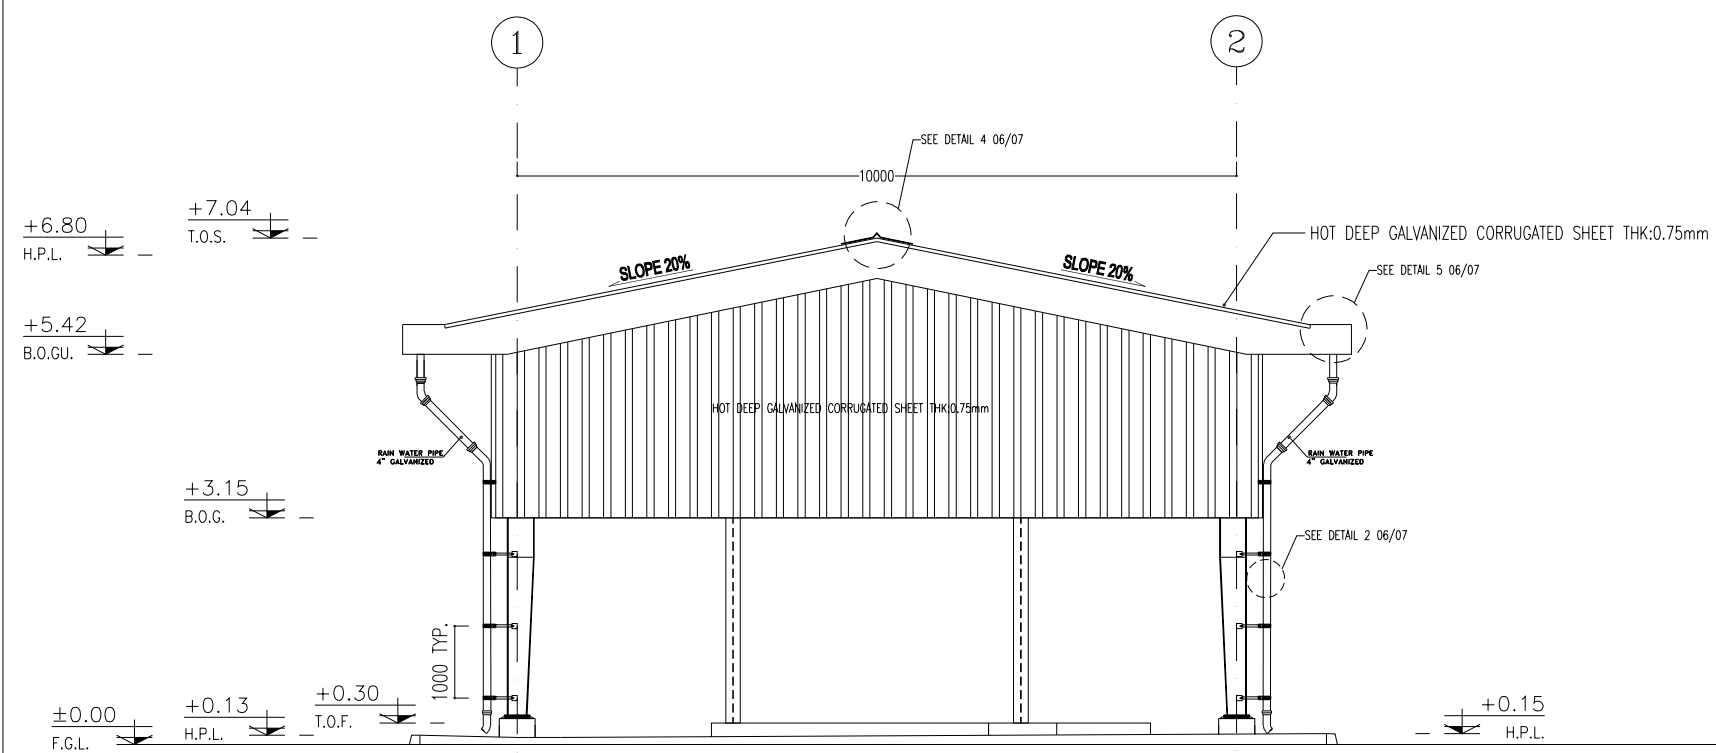 1
2
SEE DETAIL 4 06/07
10000
+7.04
T.O.S.
+6.80
H.P.L.
HOT DEEP GALVANIZED CORRUGATED SHEET THK:0.75mm
SLOPE 20%
SLOPE 20%
SEE DETAIL 5 06/07
+5.42
B.O.GU.
HOT DEEP GALVANIZED CORRUGATED SHEET THK:0.75mm
RAIN WATER PIPE
4" GALVANIZED
RAIN WATER PIPE
4" GALVANIZED
+3.15
B.O.G.
SEE DETAIL 2 06/07
1000 TYP.
+0.30
T.O.F.
+0.13
H.P.L.
±0.00
F.G.L.
+0.15
H.P.L.